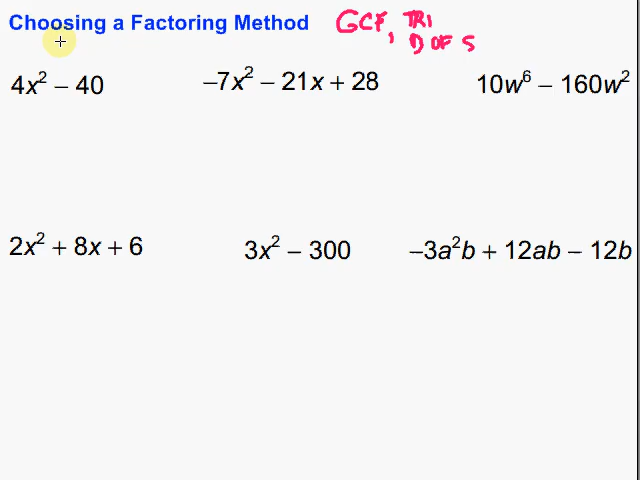 Choosing a Factoring Method GCF, TRI
D OF S
4x² – 40 –7x² – 21x + 28 10w⁶ – 160w²
2x² + 8x + 6 3x² – 300 –3a²b + 12ab – 12b